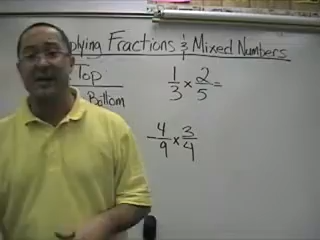 plying Fractions & Mixed Numbers
Top
Bottom
1/3 × 2/5 =
-4/9 × 3/4